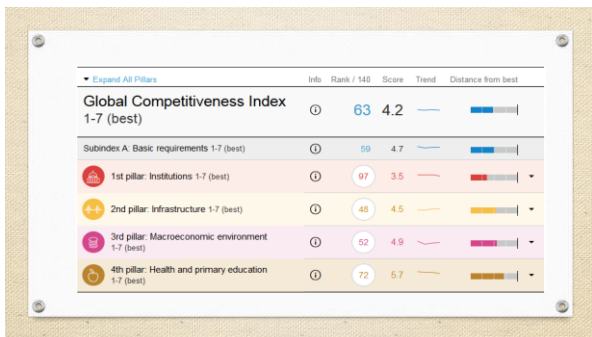 Expand All Pillars Info Rank / 140 Score Trend Distance from best
Global Competitiveness Index
1-7 (best) 63 4.2
Subindex A: Basic requirements 1-7 (best) 59 4.7
1st pillar: Institutions 1-7 (best) 97 3.5
2nd pillar: Infrastructure 1-7 (best) 48 4.5
3rd pillar: Macroeconomic environment
1-7 (best) 52 4.9
4th pillar: Health and primary education
1-7 (best) 72 5.7